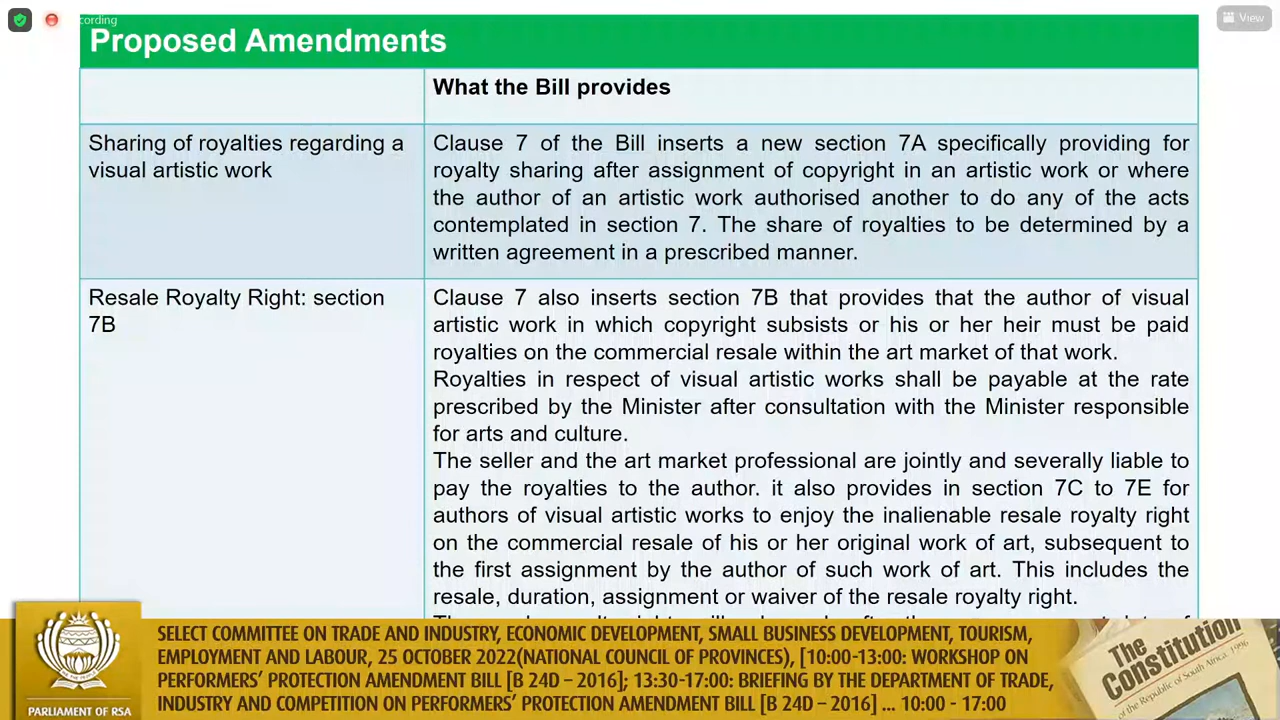 cording
View
Proposed Amendments
What the Bill provides
Sharing of royalties regarding a
visual artistic work
Clause 7 of the Bill inserts a new section 7A specifically providing for
royalty sharing after assignment of copyright in an artistic work or where
the author of an artistic work authorised another to do any of the acts
contemplated in section 7. The share of royalties to be determined by a
written agreement in a prescribed manner.
Resale Royalty Right: section
7B
Clause 7 also inserts section 7B that provides that the author of visual
artistic work in which copyright subsists or his or her heir must be paid
royalties on the commercial resale within the art market of that work.
Royalties in respect of visual artistic works shall be payable at the rate
prescribed by the Minister after consultation with the Minister responsible
for arts and culture.
The seller and the art market professional are jointly and severally liable to
pay the royalties to the author. it also provides in section 7C to 7E for
authors of visual artistic works to enjoy the inalienable resale royalty right
on the commercial resale of his or her original work of art, subsequent to
the first assignment by the author of such work of art. This includes the
resale, duration, assignment or waiver of the resale royalty right.
SELECT COMMITTEE ON TRADE AND INDUSTRY, ECONOMIC DEVELOPMENT, SMALL BUSINESS DEVELOPMENT, TOURISM,
EMPLOYMENT AND LABOUR, 25 OCTOBER 2022(NATIONAL COUNCIL OF PROVINCES), [10:00-13:00: WORKSHOP ON
PERFORMERS' PROTECTION AMENDMENT BILL [B 24D – 2016]; 13:30-17:00: BRIEFING BY THE DEPARTMENT OF TRADE,
INDUSTRY AND COMPETITION ON PERFORMERS' PROTECTION AMENDMENT BILL [B 24D – 2016] ... 10:00 - 17:00
PARLIAMENT OF RSA
The
Constitution
of the Republic of South Africa, 1996